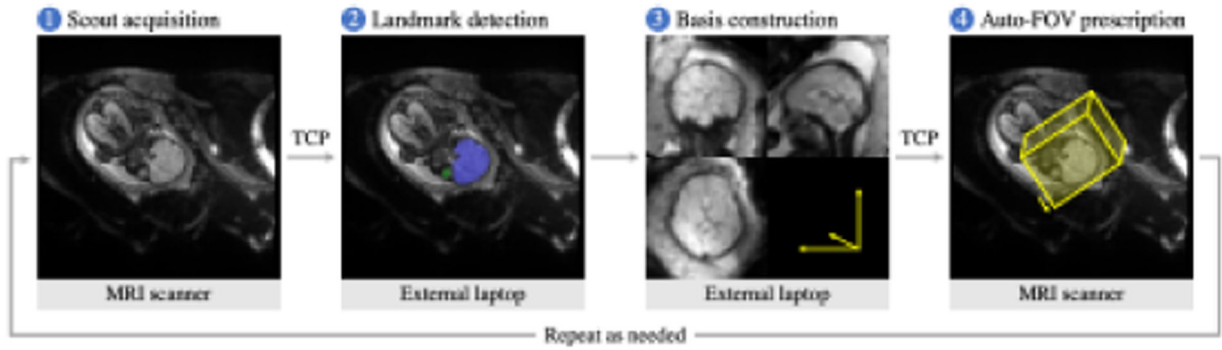 1 Scout acquisition
2 Landmark detection
3 Basis construction
4 Auto-FOV prescription
TCP
TCP
MRI scanner
External laptop
External laptop
MRI scanner
Repeat as needed